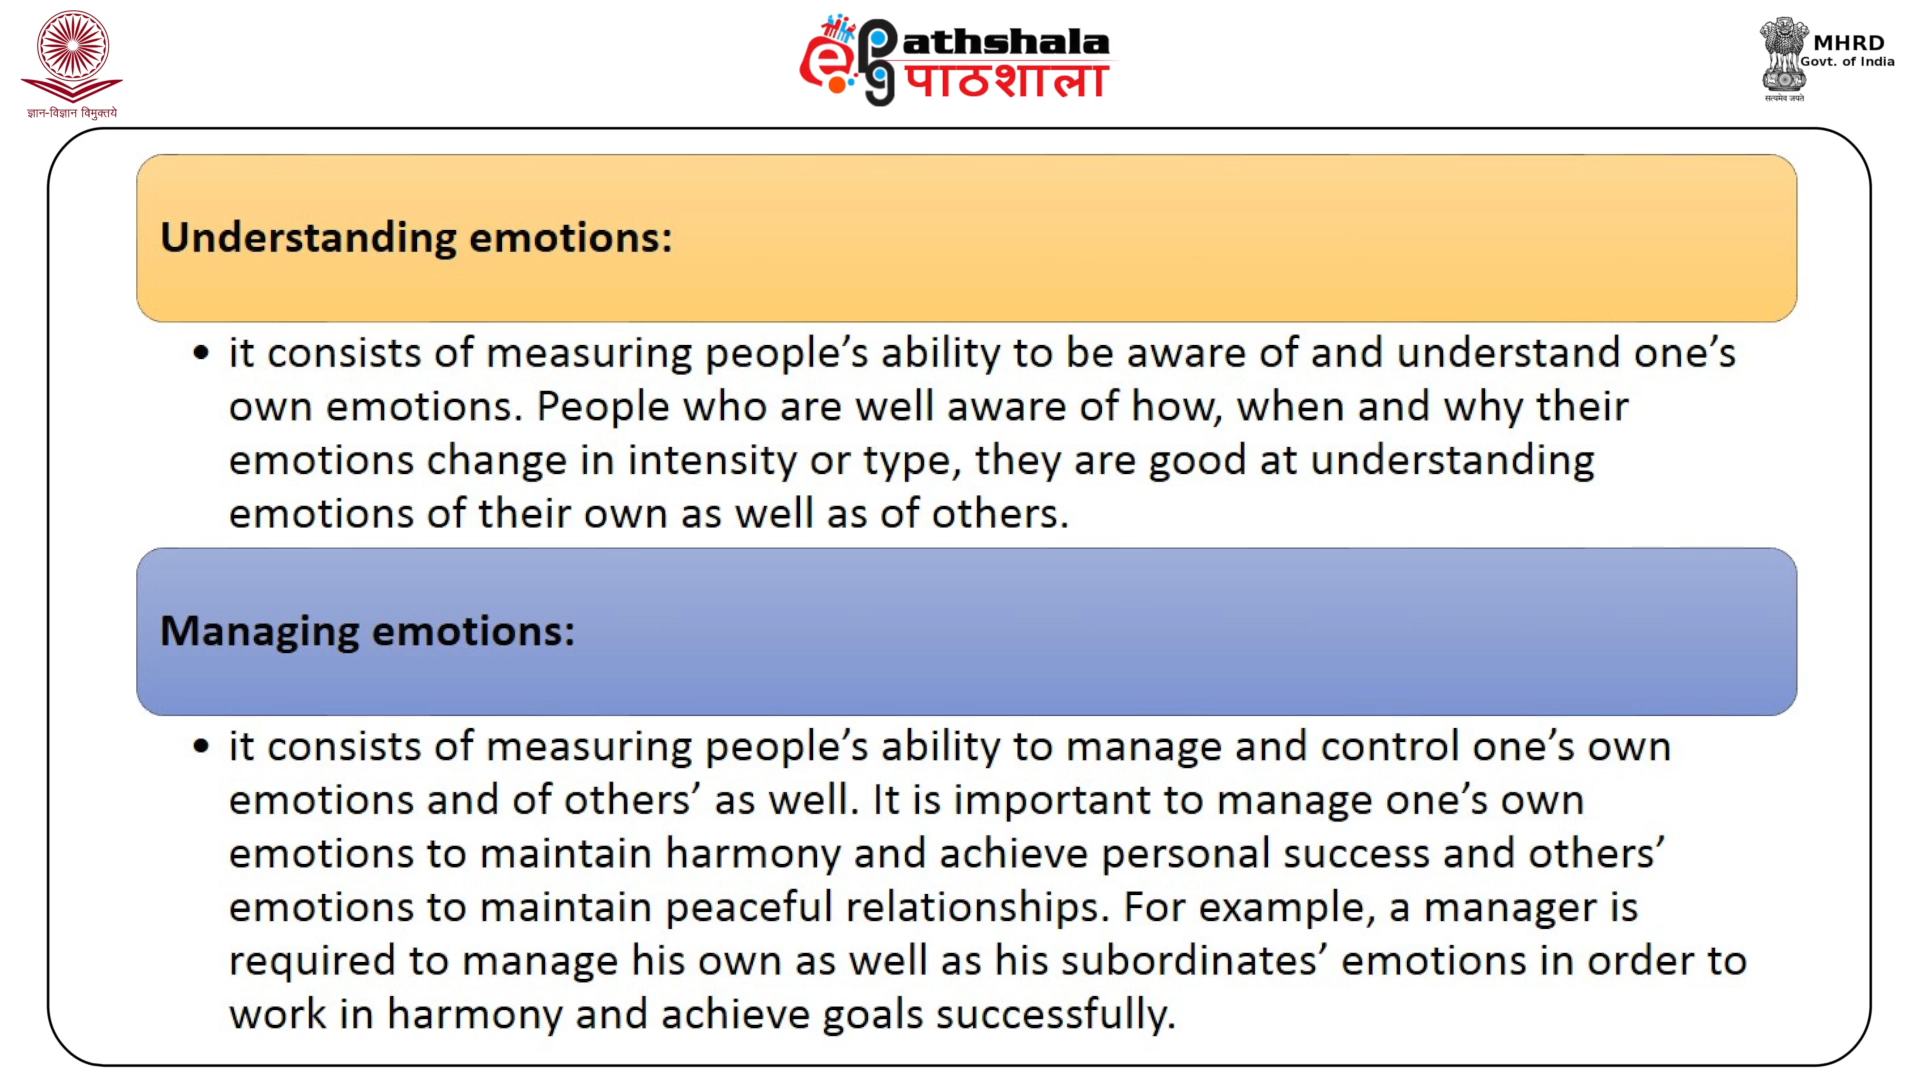 ज्ञान-विज्ञान विमुक्तये
e
PG
Pathshala
पाठशाला
MHRD
Govt. of India
सत्यमेव जयते
Understanding emotions:
• it consists of measuring people’s ability to be aware of and understand one’s
own emotions. People who are well aware of how, when and why their
emotions change in intensity or type, they are good at understanding
emotions of their own as well as of others.
Managing emotions:
• it consists of measuring people’s ability to manage and control one’s own
emotions and of others’ as well. It is important to manage one’s own
emotions to maintain harmony and achieve personal success and others’
emotions to maintain peaceful relationships. For example, a manager is
required to manage his own as well as his subordinates’ emotions in order to
work in harmony and achieve goals successfully.